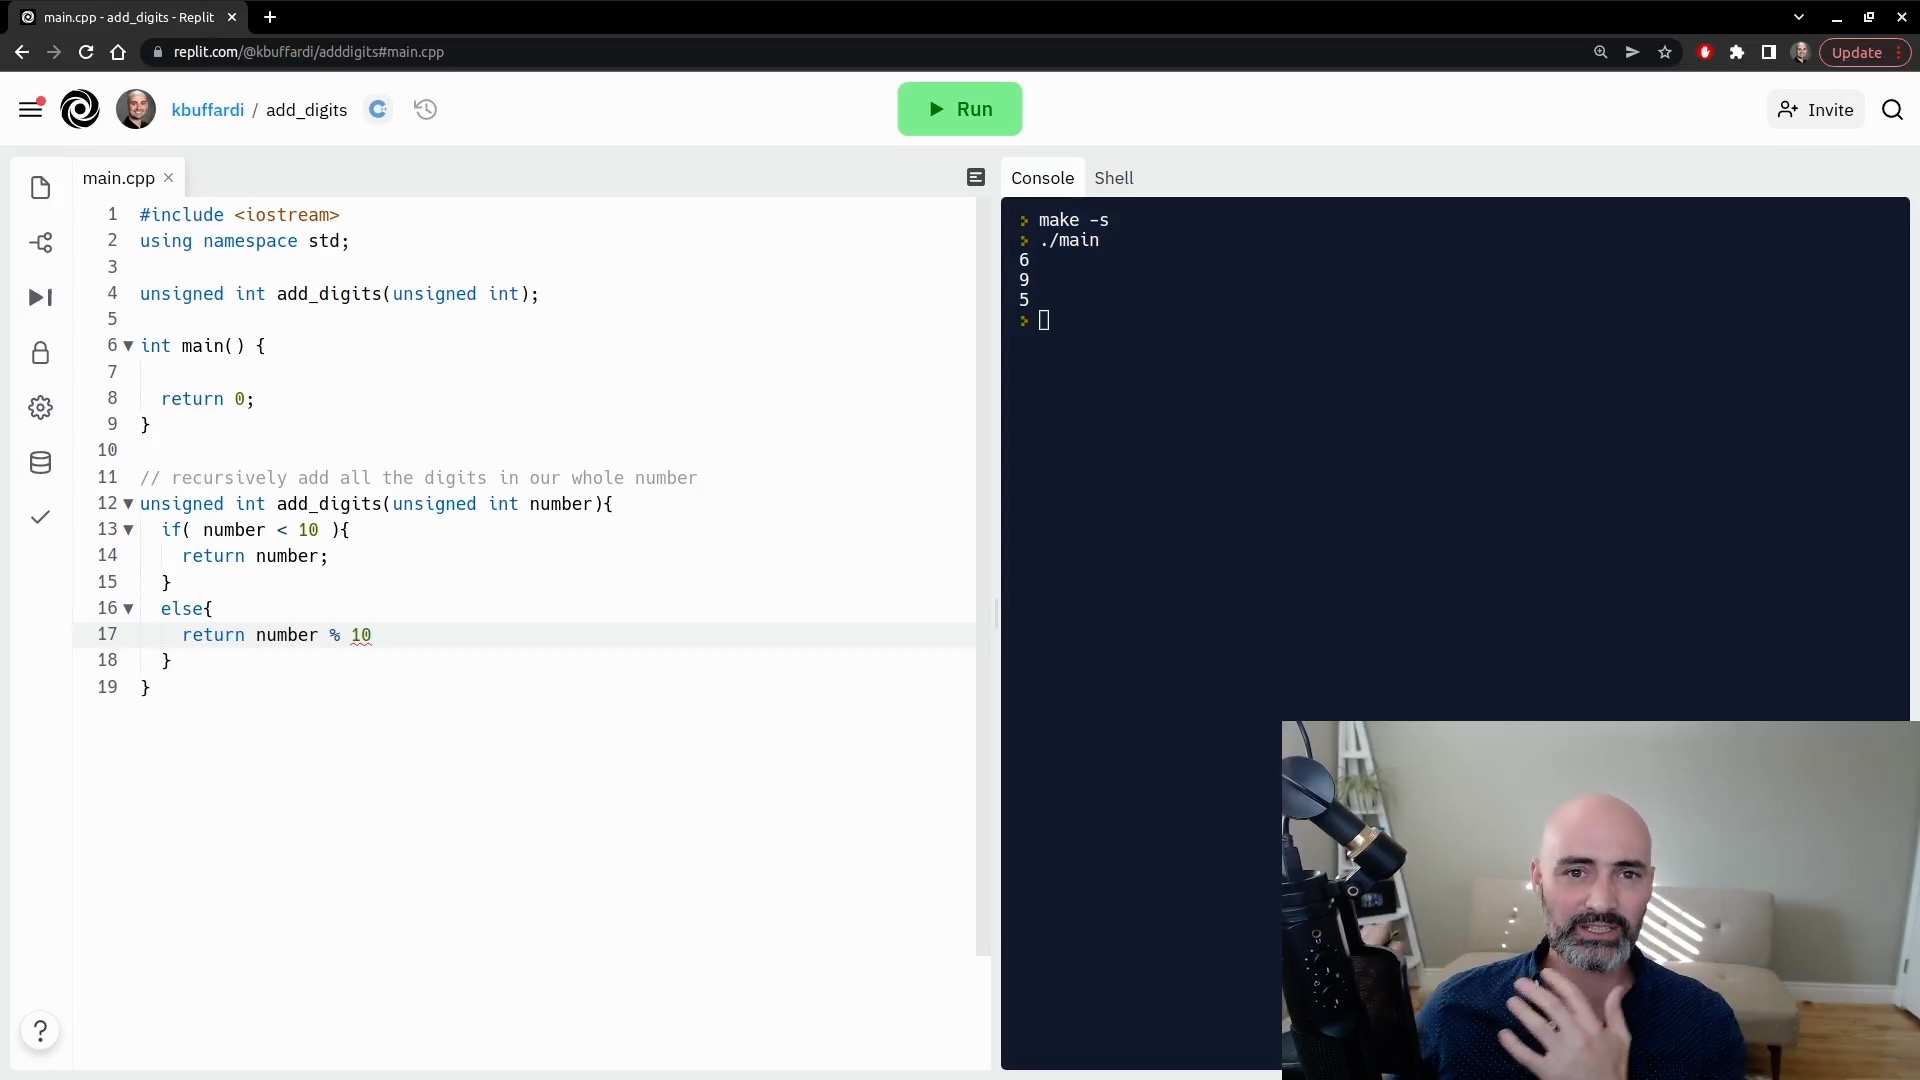 main.cpp - add_digits - Replit
replit.com/@kbuffardi/adddigits#main.cpp
Update
kbuffardi / add_digits
Run
Invite
main.cpp
Console
Shell
1 #include <iostream>
2 using namespace std;
3
4 unsigned int add_digits(unsigned int);
5
6 int main() {
7
8 return 0;
9 }
10
11 // recursively add all the digits in our whole number
12 unsigned int add_digits(unsigned int number){
13 if( number < 10 ){
14 return number;
15 }
16 else{
17 return number % 10
18 }
19 }
make -s
./main
6
9
5
?